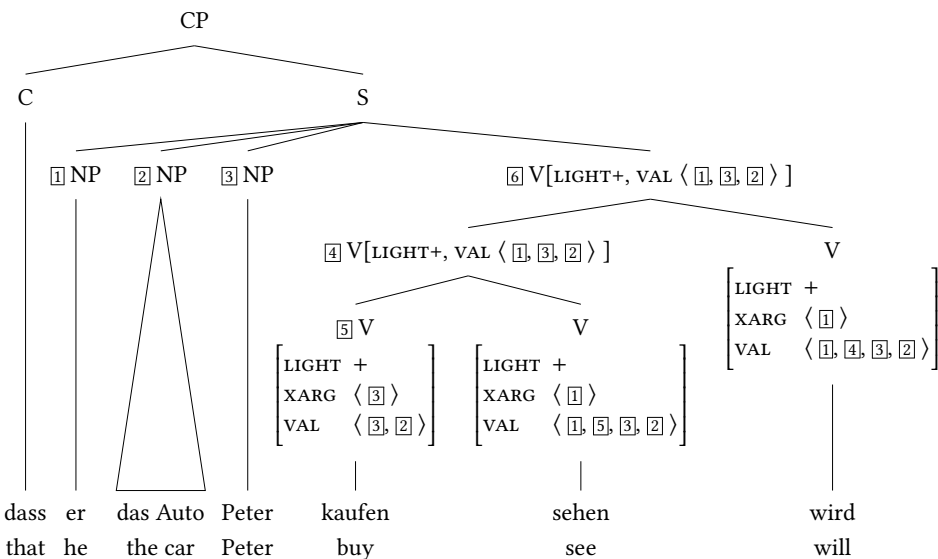 CP
C S
1 NP 2 NP 3 NP 6 V[LIGHT+, VAL ⟨ 1, 3, 2 ⟩ ]
4 V[LIGHT+, VAL ⟨ 1, 3, 2 ⟩ ] V
LIGHT +
XARG ⟨ 1 ⟩
VAL ⟨ 1, 4, 3, 2 ⟩
5 V V
LIGHT + LIGHT +
XARG ⟨ 3 ⟩ XARG ⟨ 1 ⟩
VAL ⟨ 3, 2 ⟩ VAL ⟨ 1, 5, 3, 2 ⟩
dass er das Auto Peter kaufen sehen wird
that he the car Peter buy see will